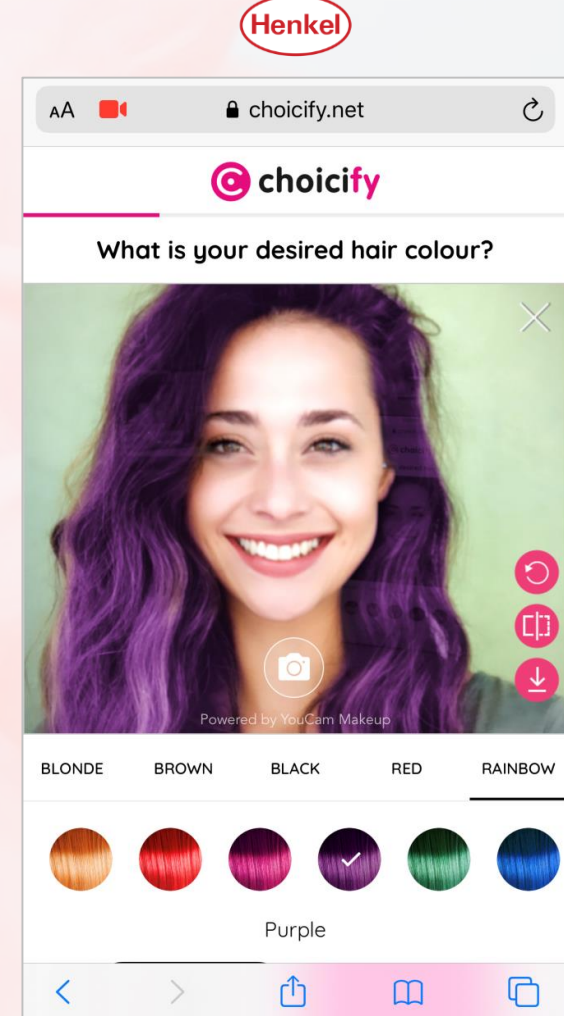 Henkel
AA
choicify.net
choicify
What is your desired hair colour?
Powered by YouCam Makeup
BLONDE BROWN BLACK RED RAINBOW
Purple